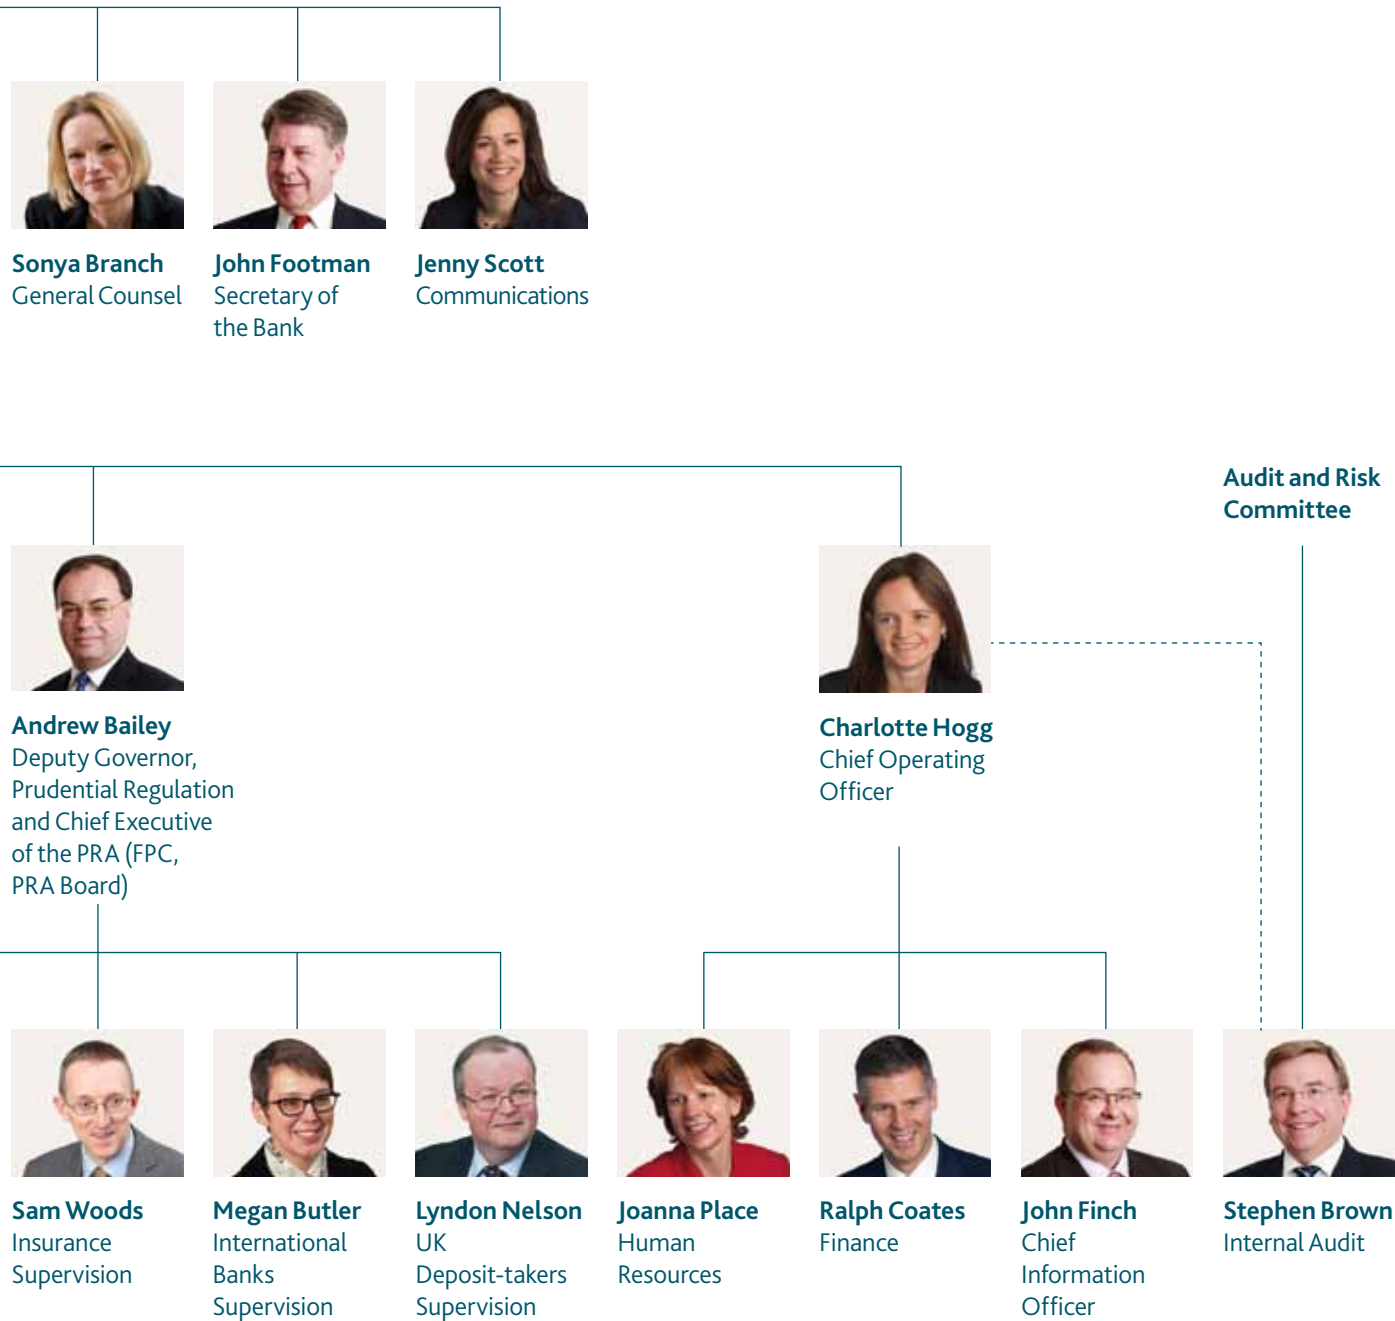 Sonya Branch
General Counsel
John Footman
Secretary of
the Bank
Jenny Scott
Communications
Audit and Risk
Committee
Andrew Bailey
Deputy Governor,
Prudential Regulation
and Chief Executive
of the PRA (FPC,
PRA Board)
Charlotte Hogg
Chief Operating
Officer
Sam Woods
Insurance
Supervision
Megan Butler
International
Banks
Supervision
Lyndon Nelson
UK
Deposit-takers
Supervision
Joanna Place
Human
Resources
Ralph Coates
Finance
John Finch
Chief
Information
Officer
Stephen Brown
Internal Audit